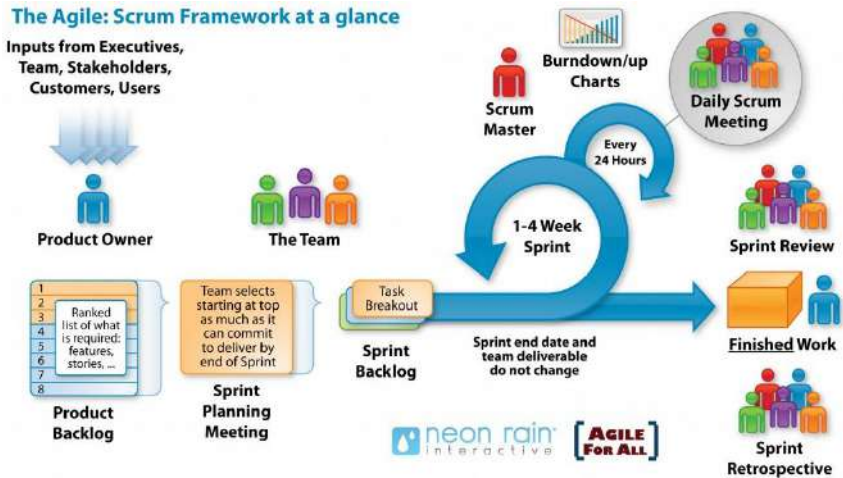 The Agile: Scrum Framework at a glance
Inputs from Executives,
Team, Stakeholders,
Customers, Users
Product Owner
The Team
Scrum
Master
Burndown/up
Charts
Daily Scrum
Meeting
Every
24 Hours
1-4 Week
Sprint
Sprint Review
1
2
3
4
5
6
7
8
Ranked
list of what
is required:
features,
stories, ...
Product
Backlog
Team selects
starting at top
as much as it
can commit
to deliver by
end of Sprint
Sprint
Planning
Meeting
Task
Breakout
Sprint
Backlog
Sprint end date and
team deliverable
do not change
Finished Work
Sprint
Retrospective
neon rain
interactive
AGILE
FOR ALL